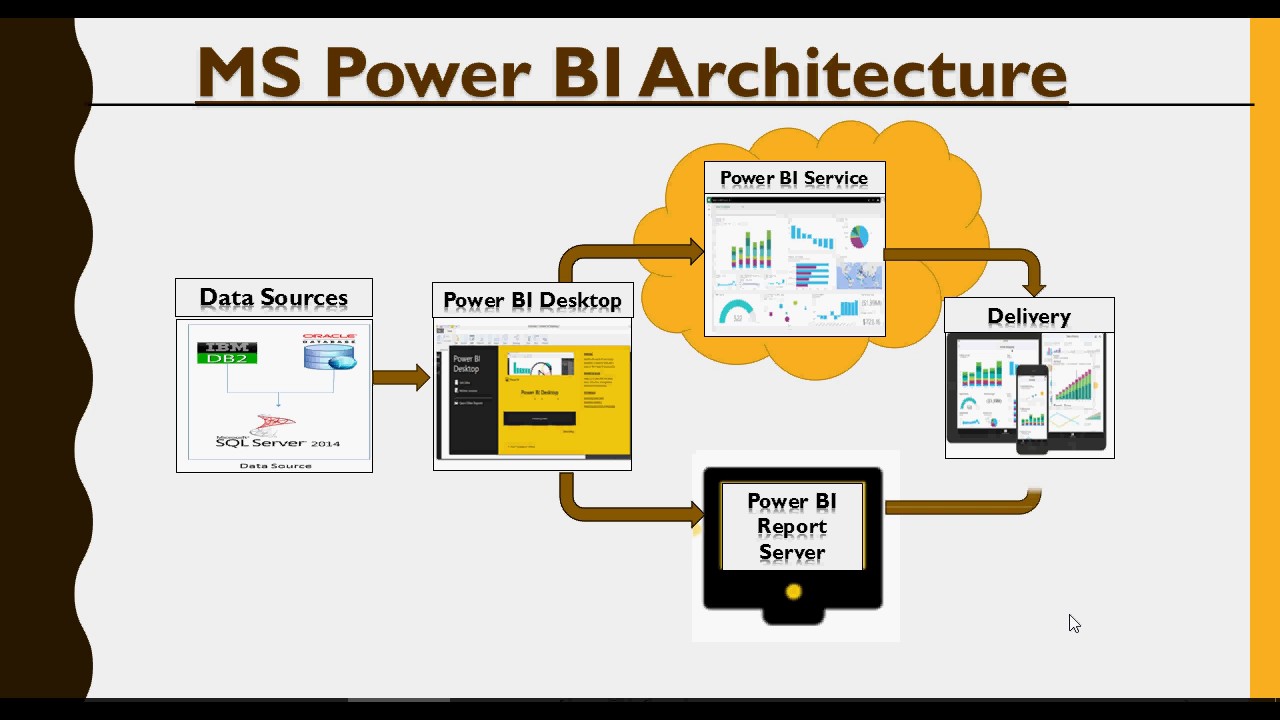 MS Power BI Architecture
Power BI Service
Data Sources
Power BI Desktop
Delivery
IBM
DB2
ORACLE
DATABASE
Power BI
Desktop
Power BI Desktop
Microsoft
SQL Server 2014
Data Source
Power BI
Report
Server